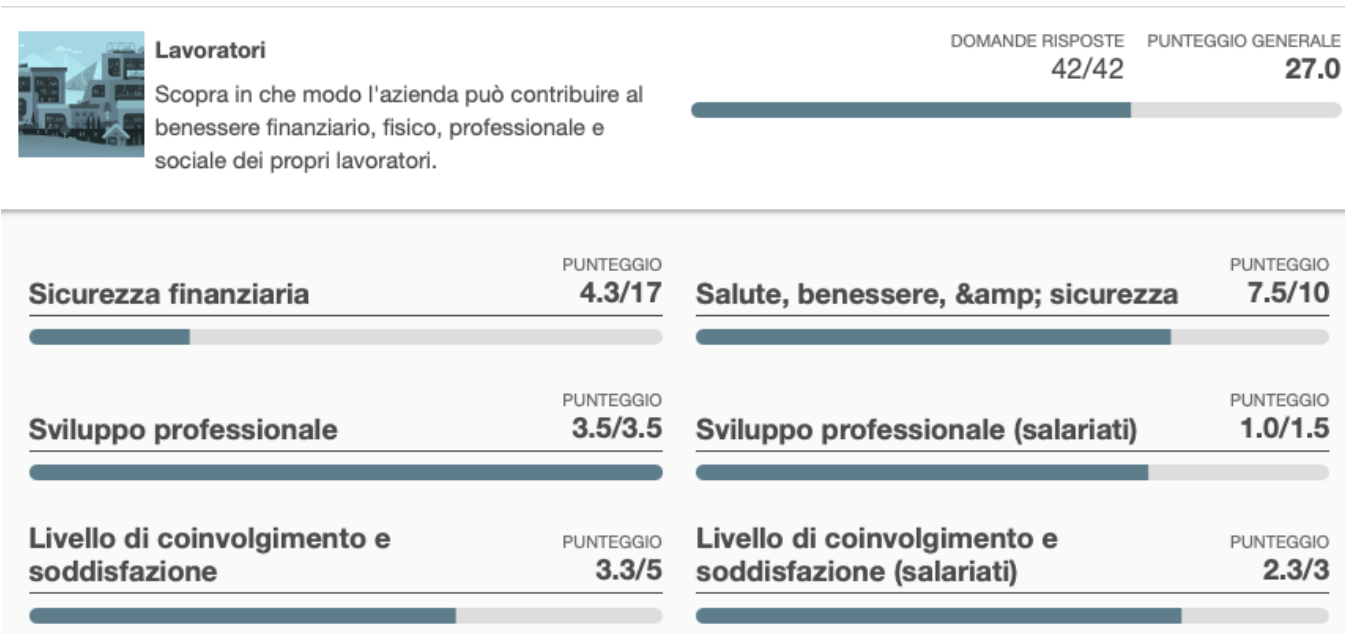 Lavoratori
Scopra in che modo l'azienda può contribuire al
benessere finanziario, fisico, professionale e
sociale dei propri lavoratori.
DOMANDE RISPOSTE
42/42
PUNTEGGIO GENERALE
27.0
Sicurezza finanziaria
PUNTEGGIO
4.3/17
Salute, benessere, &amp; sicurezza
PUNTEGGIO
7.5/10
Sviluppo professionale
PUNTEGGIO
3.5/3.5
Sviluppo professionale (salariati)
PUNTEGGIO
1.0/1.5
Livello di coinvolgimento e
soddisfazione
PUNTEGGIO
3.3/5
Livello di coinvolgimento e
soddisfazione (salariati)
PUNTEGGIO
2.3/3